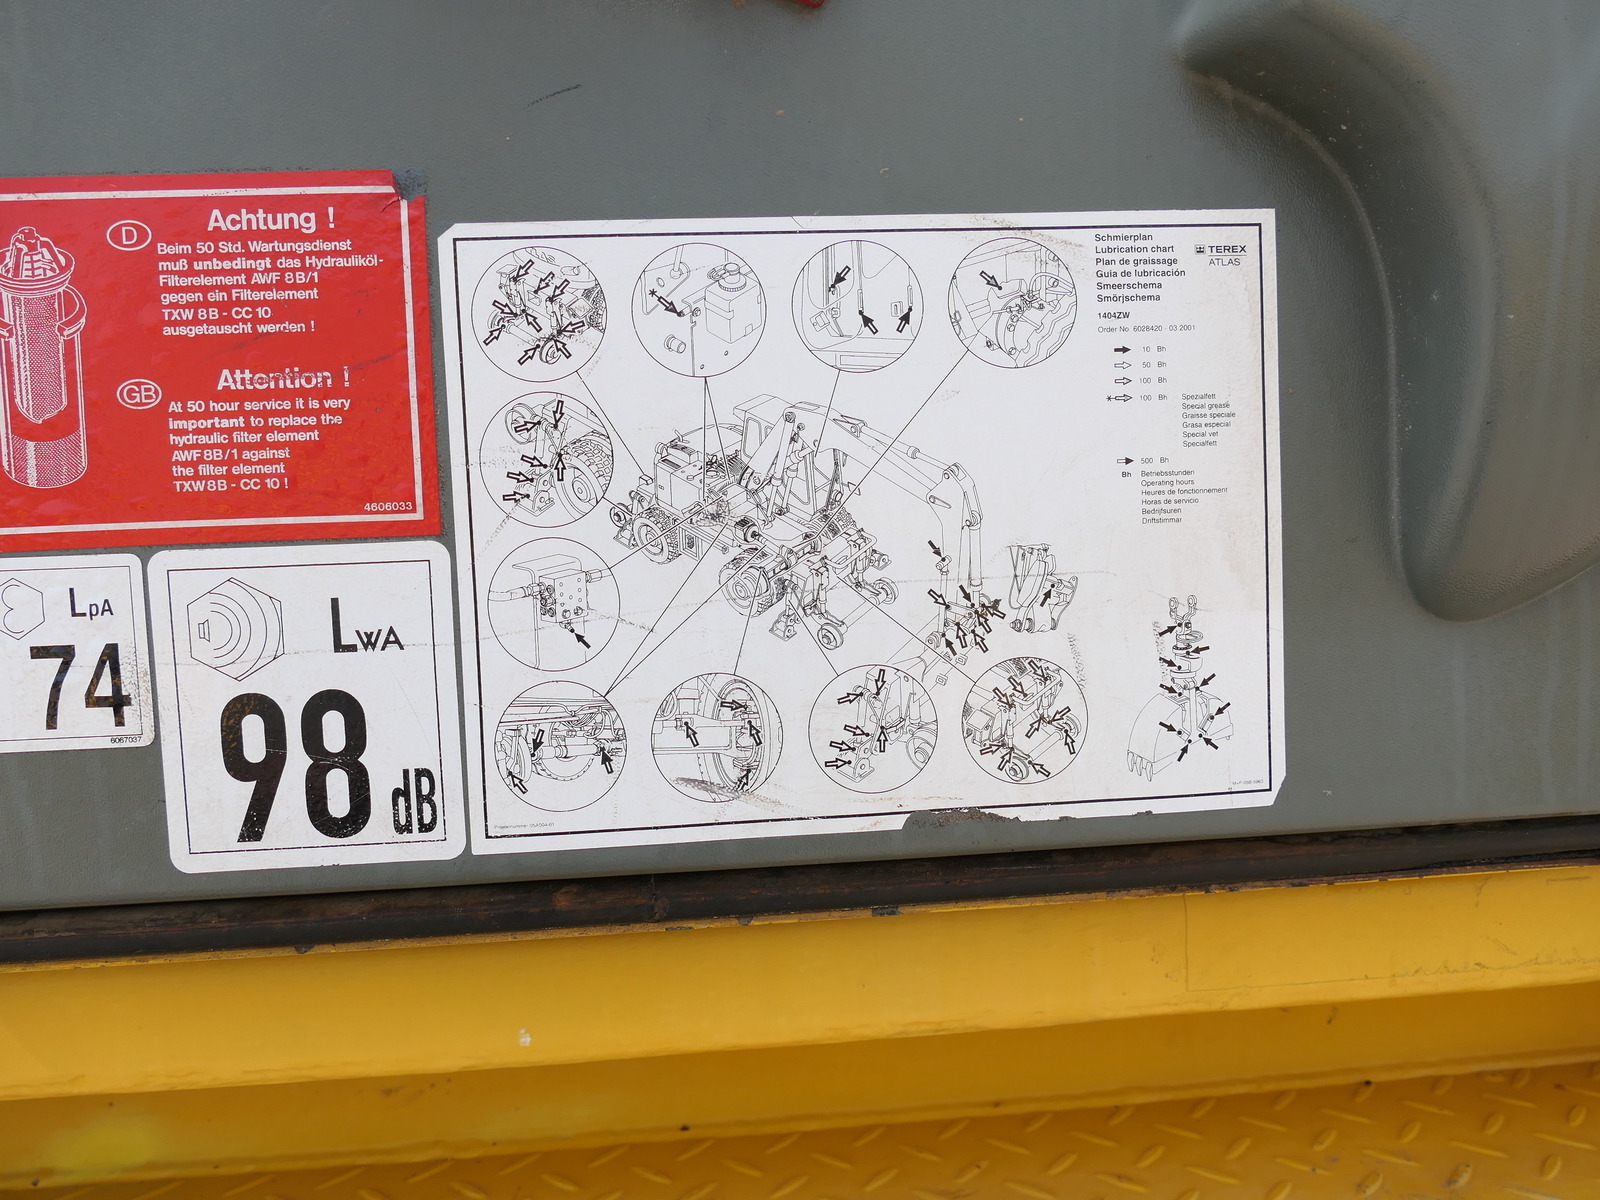 Achtung !
D
Beim 50 Std. Wartungsdienst
muß unbedingt das Hydrauliköl-
Filterelement AWF 8B/1
gegen ein Filterelement
TXW 8B - CC 10
ausgetauscht werden !
Attention !
GB
At 50 hour service it is very
important to replace the
hydraulic filter element
AWF 8B/1 against
the filter element
TXW 8B - CC 10 !
4606033
LpA
74
6067037
LWA
98 dB
Schmierplan
Lubrication chart
Plan de graissage
Guia de lubricación
Smeerschema
Smörjschema
TEREX
ATLAS
1404ZW
Order No. 6028420 - 03.2001
10 Bh
50 Bh
100 Bh
* 100 Bh Spezialfett
Special grease
Graisse speciale
Grasa especial
Special vet
Specialfett
500 Bh
Bh Betriebsstunden
Operating hours
Heures de fonctionnement
Horas de servicio
Bedrijfsuren
Driftstimmar